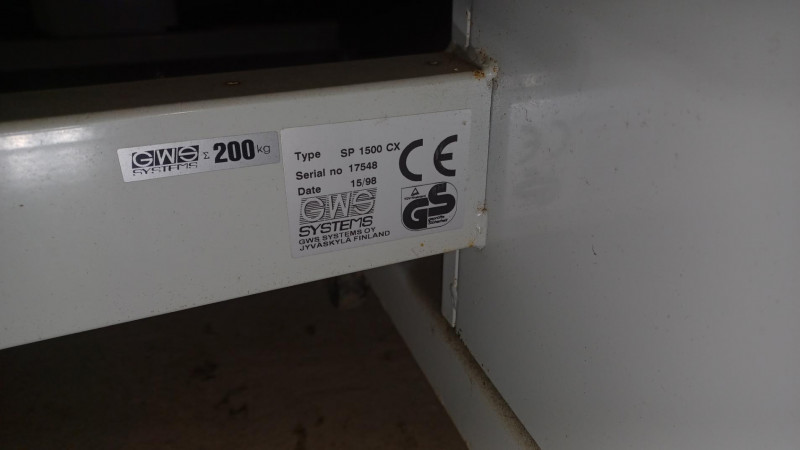 GWS SYSTEMS Σ 200 kg
Type SP 1500 CX
Serial no 17548
Date 15/98
CE
GS
GWS
SYSTEMS
GWS SYSTEMS OY
JYVÄSKYLÄ FINLAND